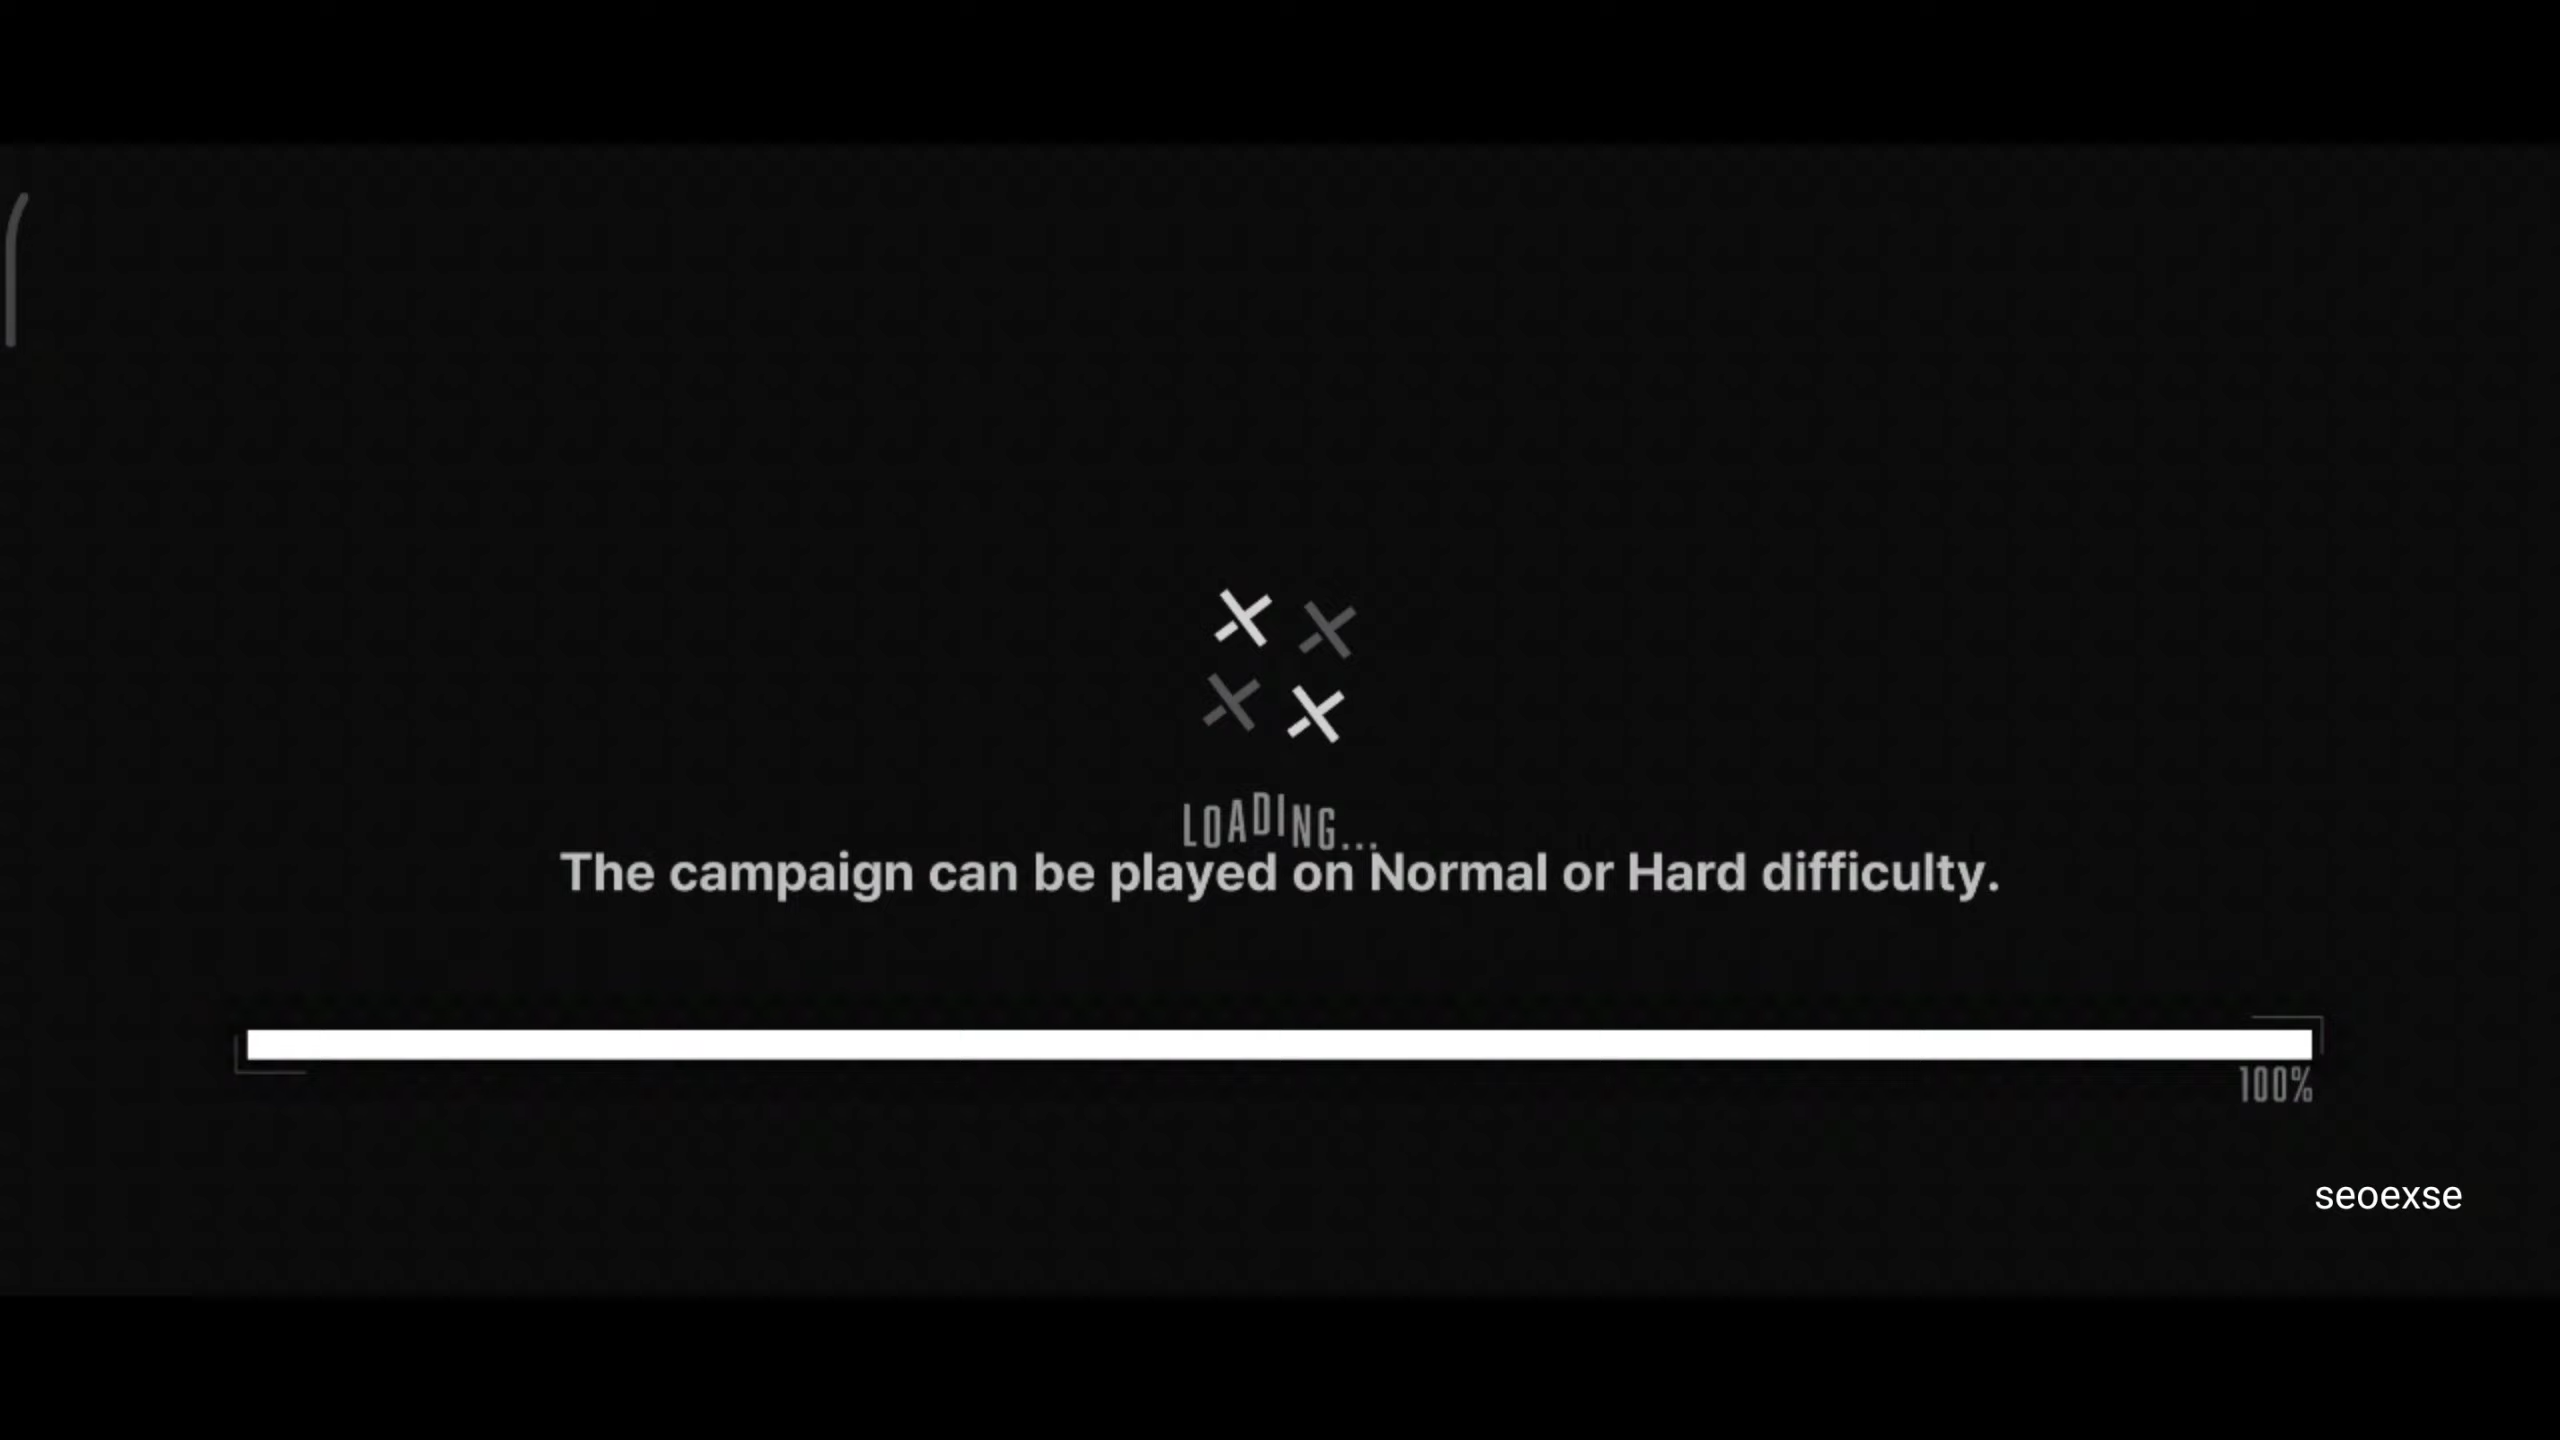 LOADING...
The campaign can be played on Normal or Hard difficulty.
100%
seoexse